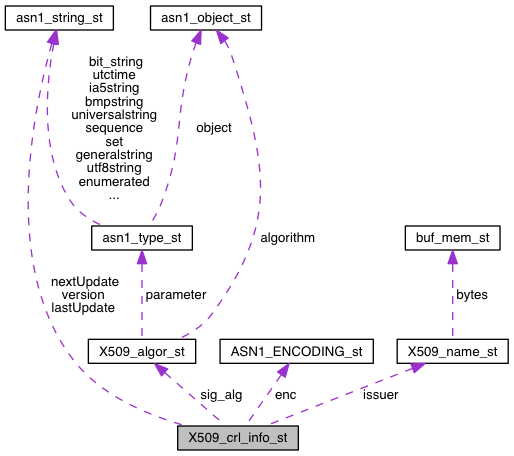 asn1_string_st
asn1_object_st
bit_string
utctime
ia5string
bmpstring
universalstring
sequence
set
generalstring
utf8string
enumerated
...
object
asn1_type_st
buf_mem_st
algorithm
nextUpdate
version
lastUpdate
parameter
bytes
X509_algor_st
ASN1_ENCODING_st
X509_name_st
sig_alg
enc
issuer
X509_crl_info_st